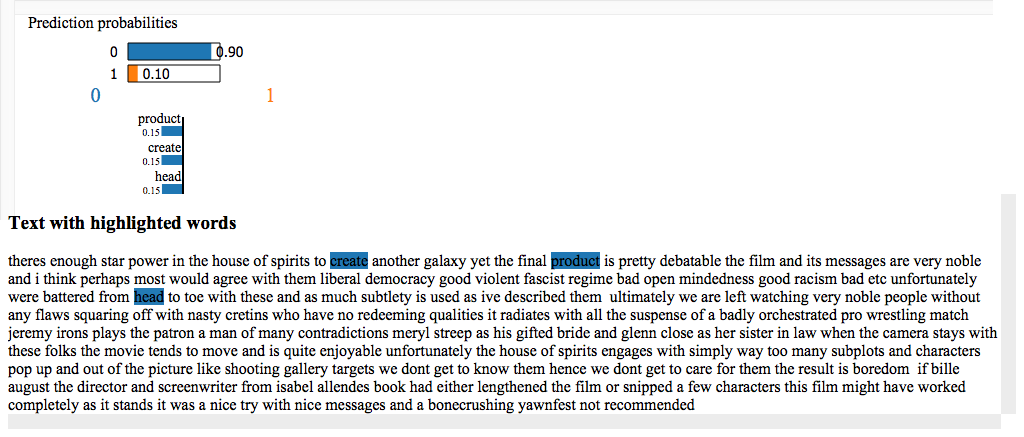 Prediction probabilities
0 0.90
1 0.10
0 1
product
0.15
create
0.15
head
0.15
Text with highlighted words
theres enough star power in the house of spirits to create another galaxy yet the final product is pretty debatable the film and its messages are very noble
and i think perhaps most would agree with them liberal democracy good violent fascist regime bad open mindedness good racism bad etc unfortunately
were battered from head to toe with these and as much subtlety is used as ive described them ultimately we are left watching very noble people without
any flaws squaring off with nasty cretins who have no redeeming qualities it radiates with all the suspense of a badly orchestrated pro wrestling match
jeremy irons plays the patron a man of many contradictions meryl streep as his gifted bride and glenn close as her sister in law when the camera stays with
these folks the movie tends to move and is quite enjoyable unfortunately the house of spirits engages with simply way too many subplots and characters
pop up and out of the picture like shooting gallery targets we dont get to know them hence we dont get to care for them the result is boredom if bille
august the director and screenwriter from isabel allendes book had either lengthened the film or snipped a few characters this film might have worked
completely as it stands it was a nice try with nice messages and a bonecrushing yawnfest not recommended